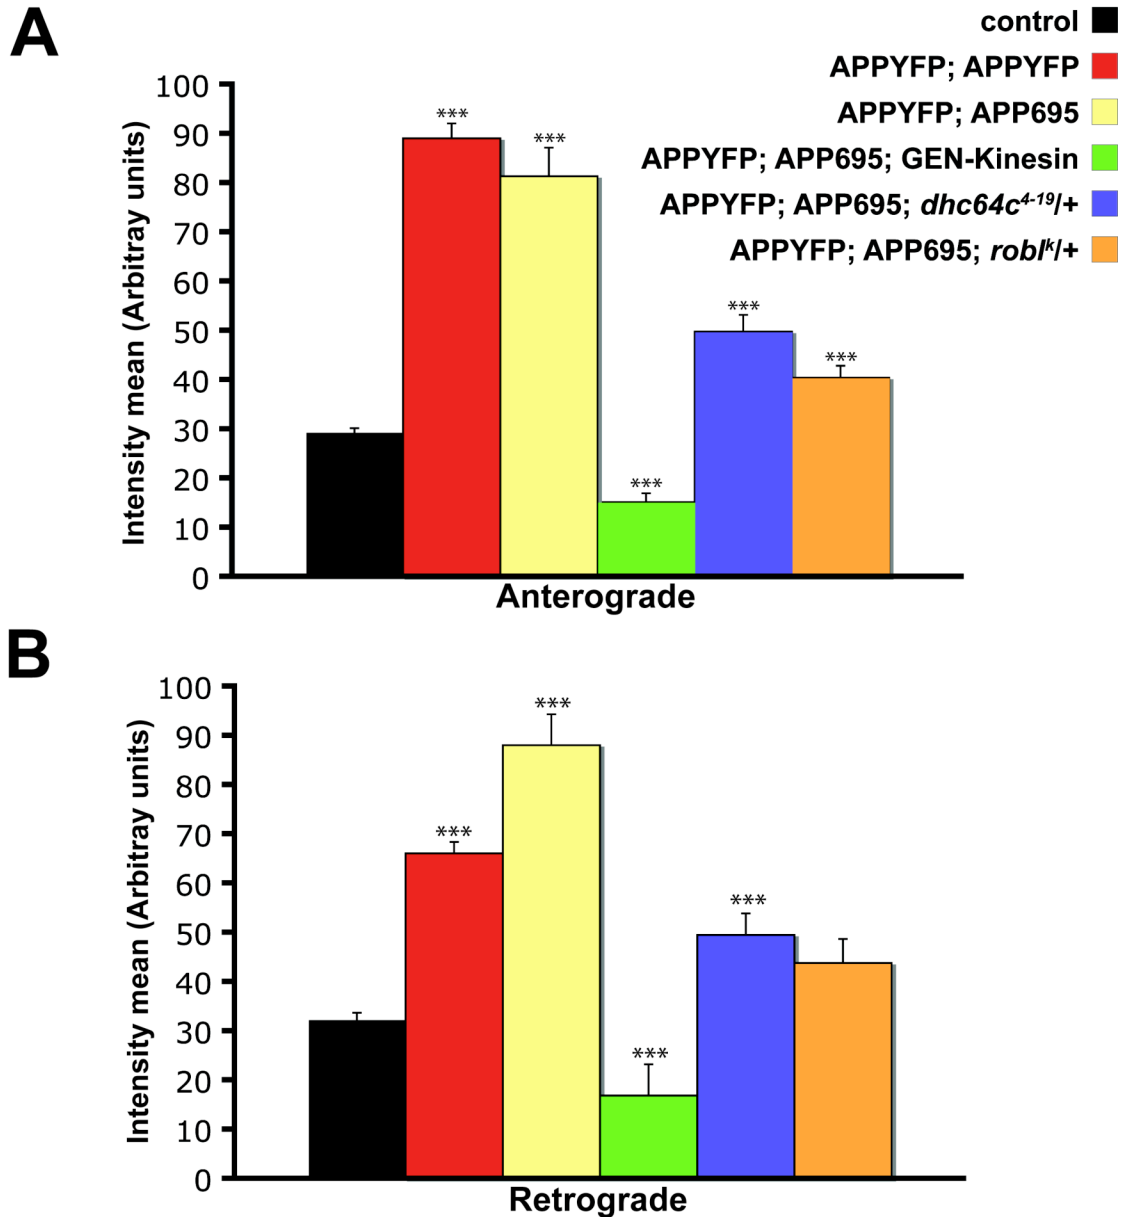 A
control
APPYFP; APPYFP
APPYFP; APP695
APPYFP; APP695; GEN-Kinesin
APPYFP; APP695; dhc64c⁴⁻¹⁹/+
APPYFP; APP695; roblᵏ/+
Intensity mean (Arbitray units)
100
90
80
70
60
50
40
30
20
10
0
***
***
***
***
***
Anterograde
B
Intensity mean (Arbitray units)
100
90
80
70
60
50
40
30
20
10
0
***
***
***
***
Retrograde